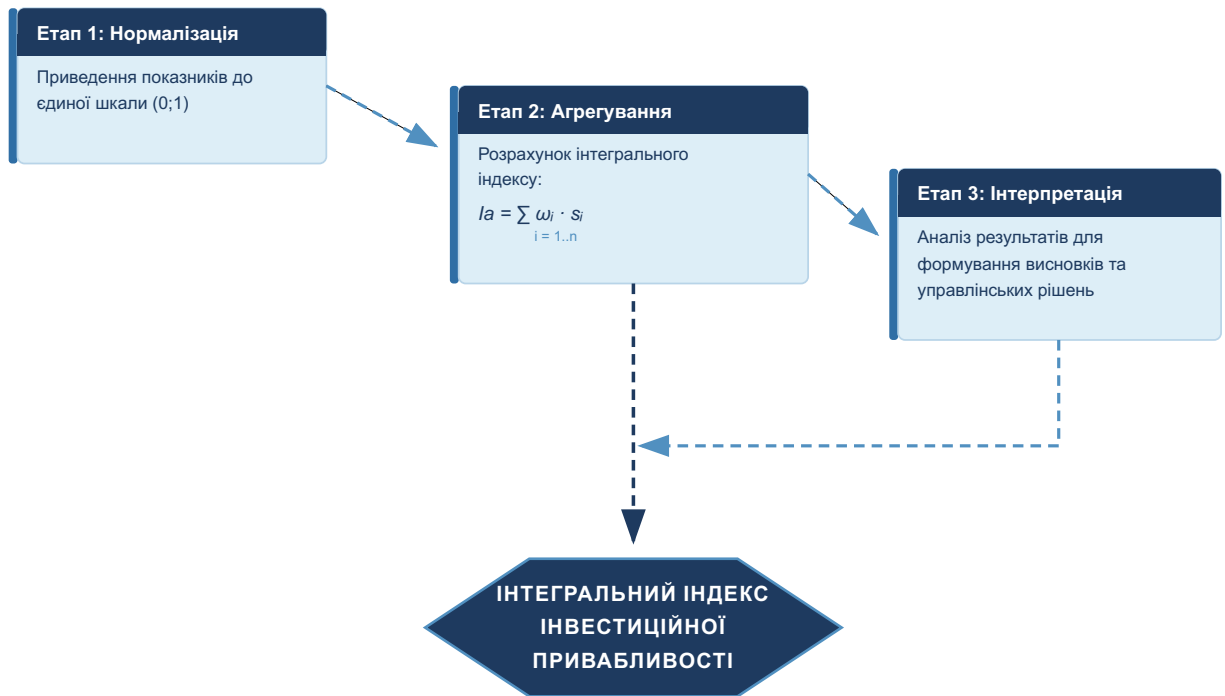 Етап 1: Нормалізація
Приведення показників до
єдиної шкали (0;1)
Етап 2: Агрегування
Розрахунок інтегрального
індексу:
Ia = ∑ ωᵢ · sᵢ
i = 1..n
Етап 3: Інтерпретація
Аналіз результатів для
формування висновків та
управлінських рішень
ІНТЕГРАЛЬНИЙ ІНДЕКС
ІНВЕСТИЦІЙНОЇ
ПРИВАБЛИВОСТІ